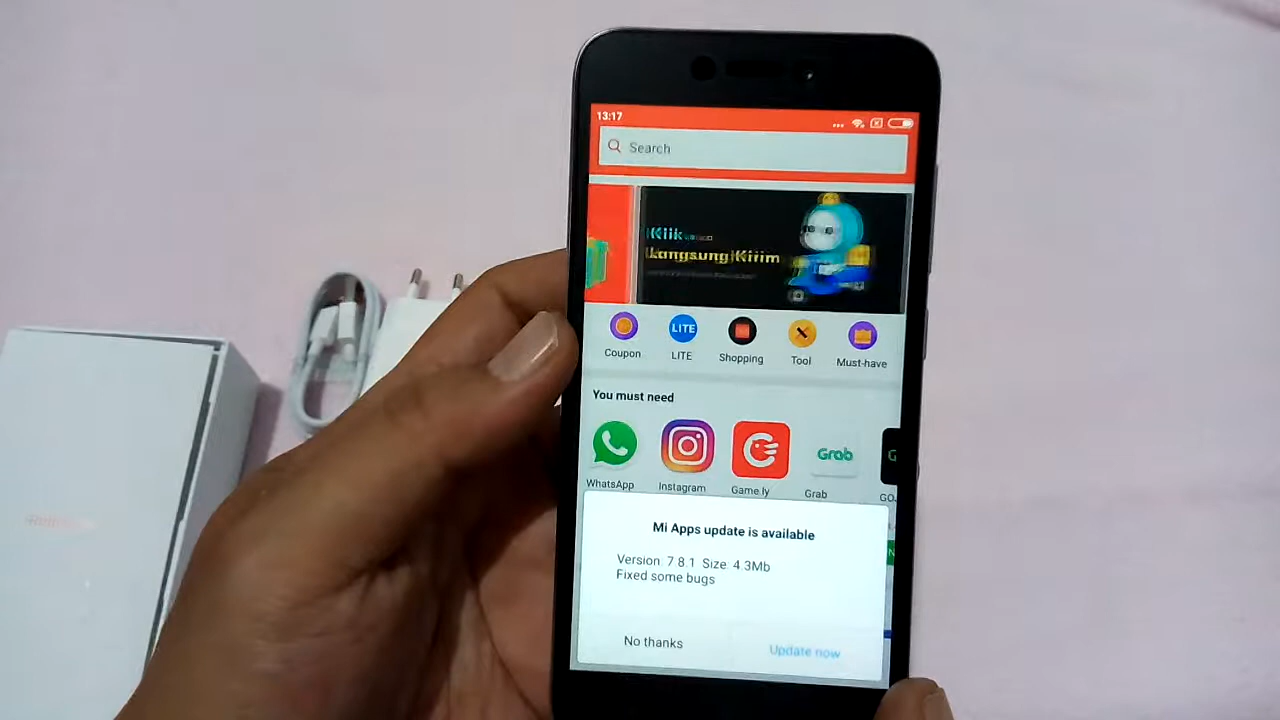 13:17
Search
Klik
Langsung Kirim
LITE
Coupon LITE Shopping Tool Must-have
You must need
Grab
WhatsApp Instagram Game.ly Grab GO
Mi Apps update is available
Version: 7.8.1 Size: 4.3Mb
Fixed some bugs
No thanks Update now